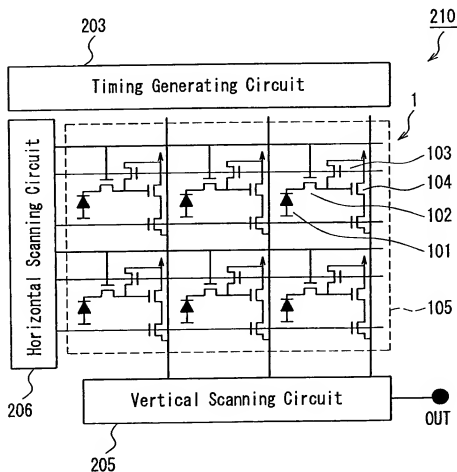 203
210
Timing Generating Circuit
1
Horizontal Scanning Circuit
103
104
102
101
105
206
Vertical Scanning Circuit
OUT
205